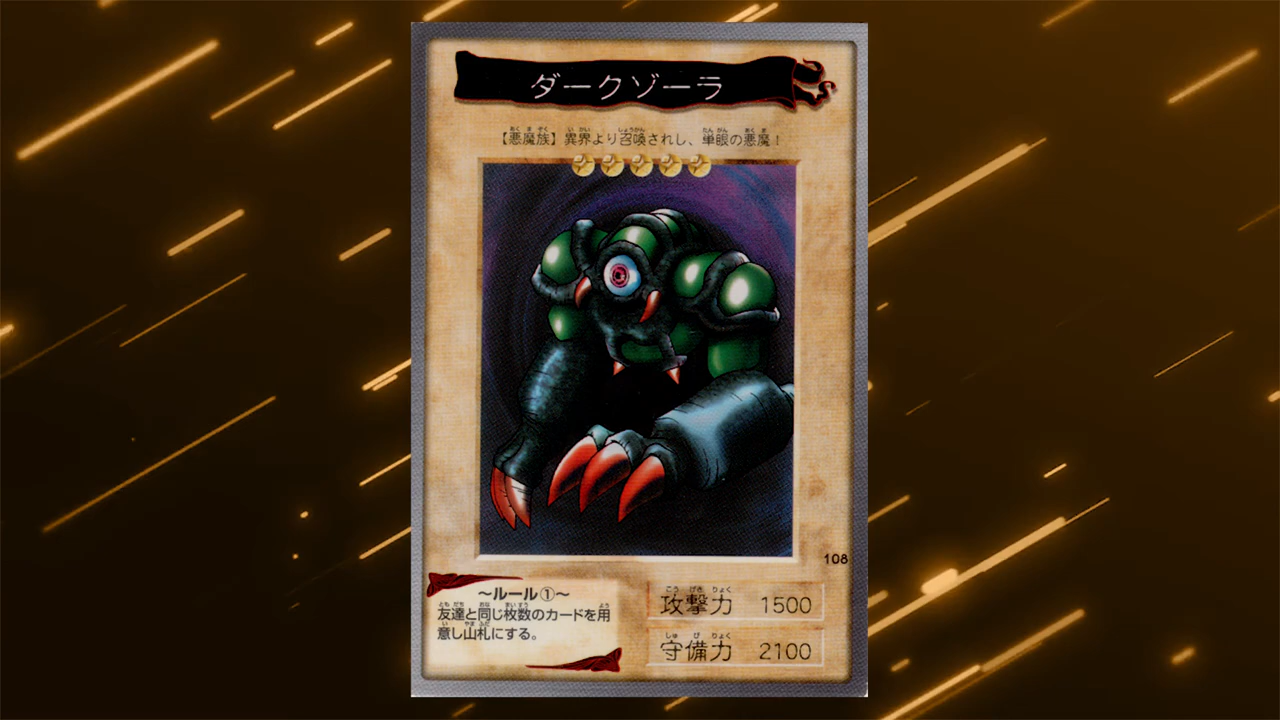 ダークゾーラ
【悪魔族】異界より召喚されし、単眼の悪魔！
108
〜ルール①〜
友達と同じ枚数のカードを用
意し山札にする。
攻撃力 1500
守備力 2100